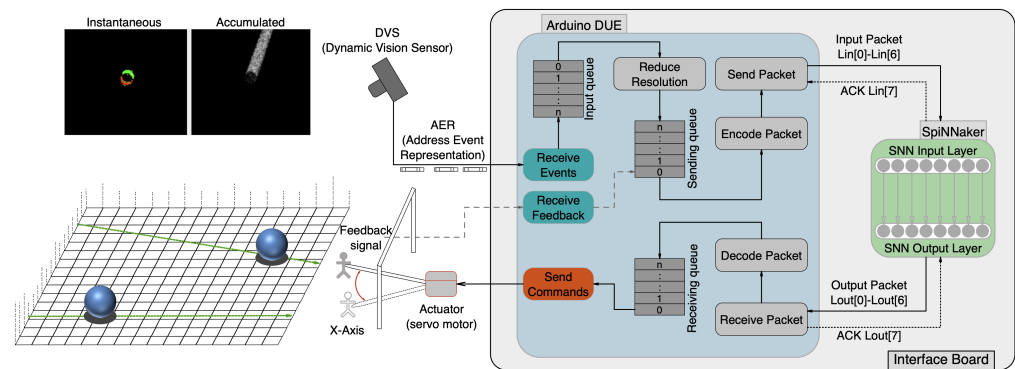 Instantaneous
Accumulated
DVS
(Dynamic Vision Sensor)
AER
(Address Event
Representation)
Feedback
signal
X-Axis
Actuator
(servo motor)
Arduino DUE
0
1
:
:
n
Input queue
Reduce
Resolution
Receive
Events
Receive
Feedback
n
:
:
1
0
Sending queue
Send Packet
Encode Packet
Send
Commands
n
:
:
1
0
Receiving queue
Decode Packet
Receive Packet
Input Packet
Lin[0]-Lin[6]
ACK Lin[7]
SpiNNaker
SNN Input Layer
SNN Output Layer
Output Packet
Lout[0]-Lout[6]
ACK Lout[7]
Interface Board